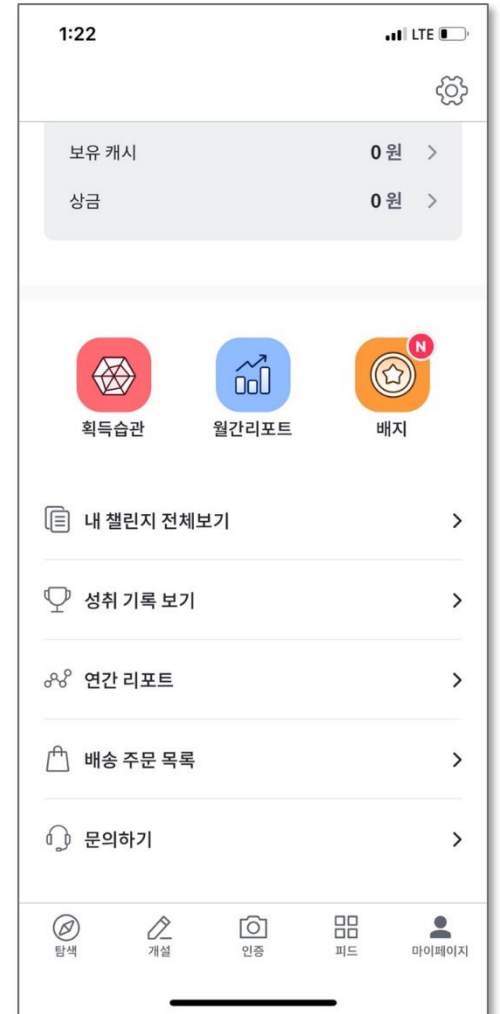 1:22 LTE
보유 캐시 0 원
상금 0 원
N
획득습관 월간리포트 배지
내 챌린지 전체보기
성취 기록 보기
연간 리포트
배송 주문 목록
문의하기
탐색 개설 인증 피드 마이페이지